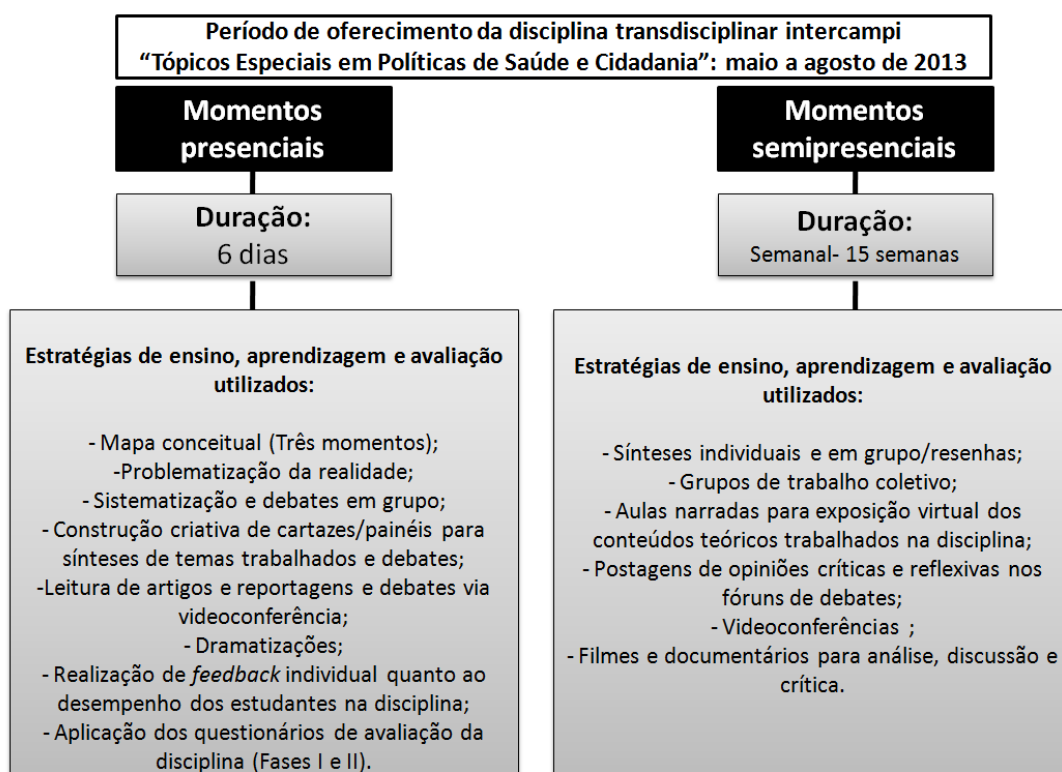 Período de oferecimento da disciplina transdisciplinar intercampi
“Tópicos Especiais em Políticas de Saúde e Cidadania”: maio a agosto de 2013
Momentos
presenciais
Duração:
6 dias
Estratégias de ensino, aprendizagem e avaliação
utilizados:
- Mapa conceitual (Três momentos);
-Problematização da realidade;
- Sistematização e debates em grupo;
- Construção criativa de cartazes/painéis para
sínteses de temas trabalhados e debates;
-Leitura de artigos e reportagens e debates via
videoconferência;
- Dramatizações;
- Realização de feedback individual quanto ao
desempenho dos estudantes na disciplina;
- Aplicação dos questionários de avaliação da
disciplina (Fases I e II).
Momentos
semipresenciais
Duração:
Semanal- 15 semanas
Estratégias de ensino, aprendizagem e avaliação
utilizados:
- Sínteses individuais e em grupo/resenhas;
- Grupos de trabalho coletivo;
- Aulas narradas para exposição virtual dos
conteúdos teóricos trabalhados na disciplina;
- Postagens de opiniões críticas e reflexivas nos
fóruns de debates;
- Videoconferências ;
- Filmes e documentários para análise, discussão e
crítica.